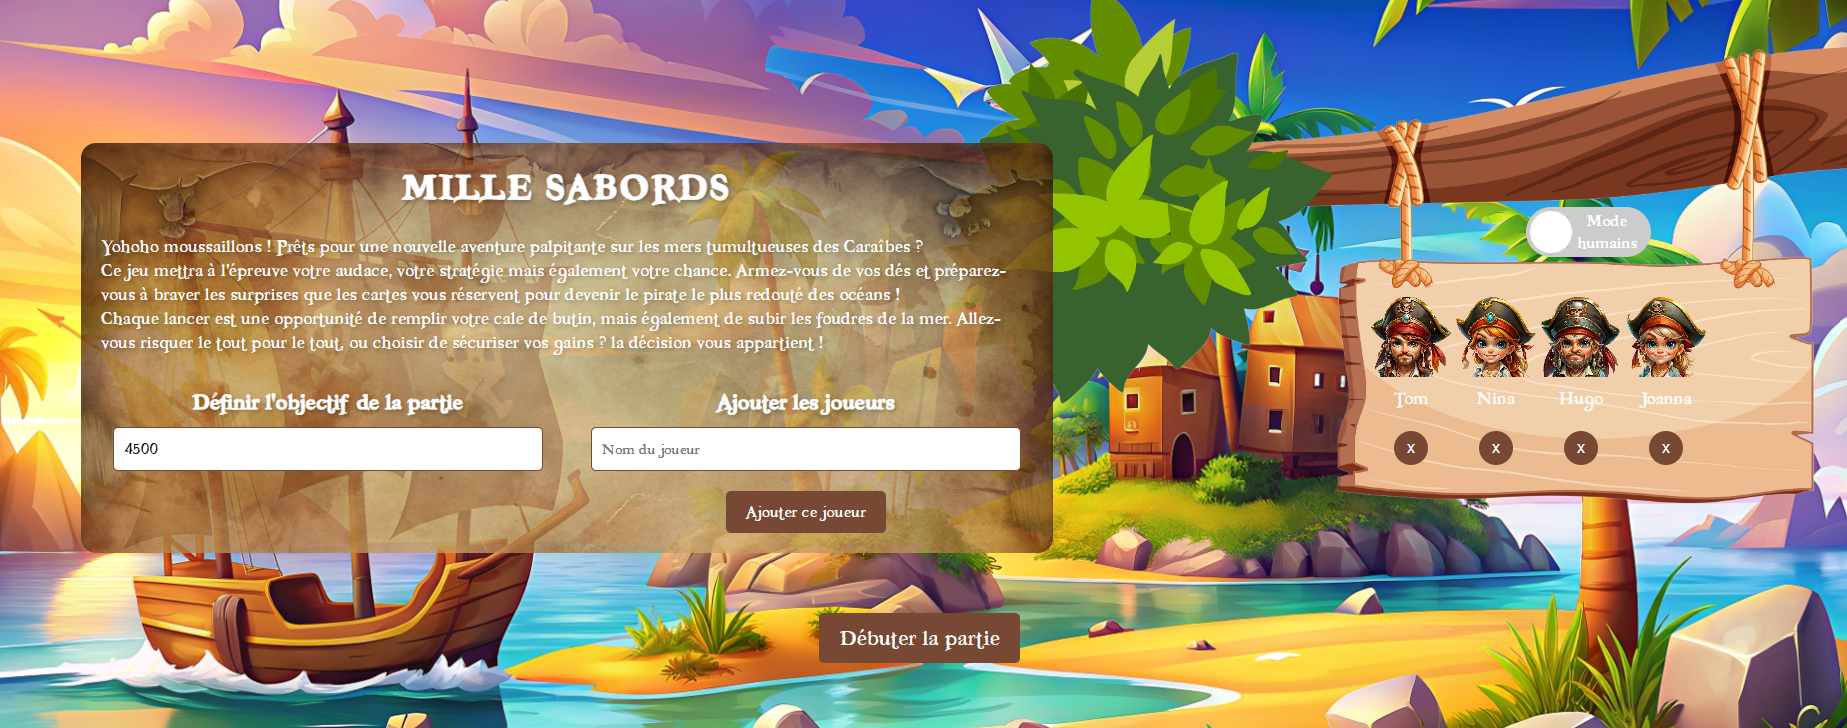 MILLE SABORDS
Yohoho moussaillons ! Prêts pour une nouvelle aventure palpitante sur les mers tumultueuses des Caraîbes ?
Ce jeu mettra à l'épreuve votre audace, votre stratégie mais également votre chance. Armez-vous de vos dés et préparez-
vous à braver les surprises que les cartes vous réservent pour devenir le pirate le plus redouté des océans !
Chaque lancer est une opportunité de remplir votre cale de butin, mais également de subir les foudres de la mer. Allez-
vous risquer le tout pour le tout, ou choisir de sécuriser vos gains ? la décision vous appartient !
Définir l'objectif de la partie
4500
Ajouter les joueurs
Nom du joueur
Ajouter ce joueur
Débuter la partie
Mode
humains
Tom Nina Hugo Joanna
x x x x